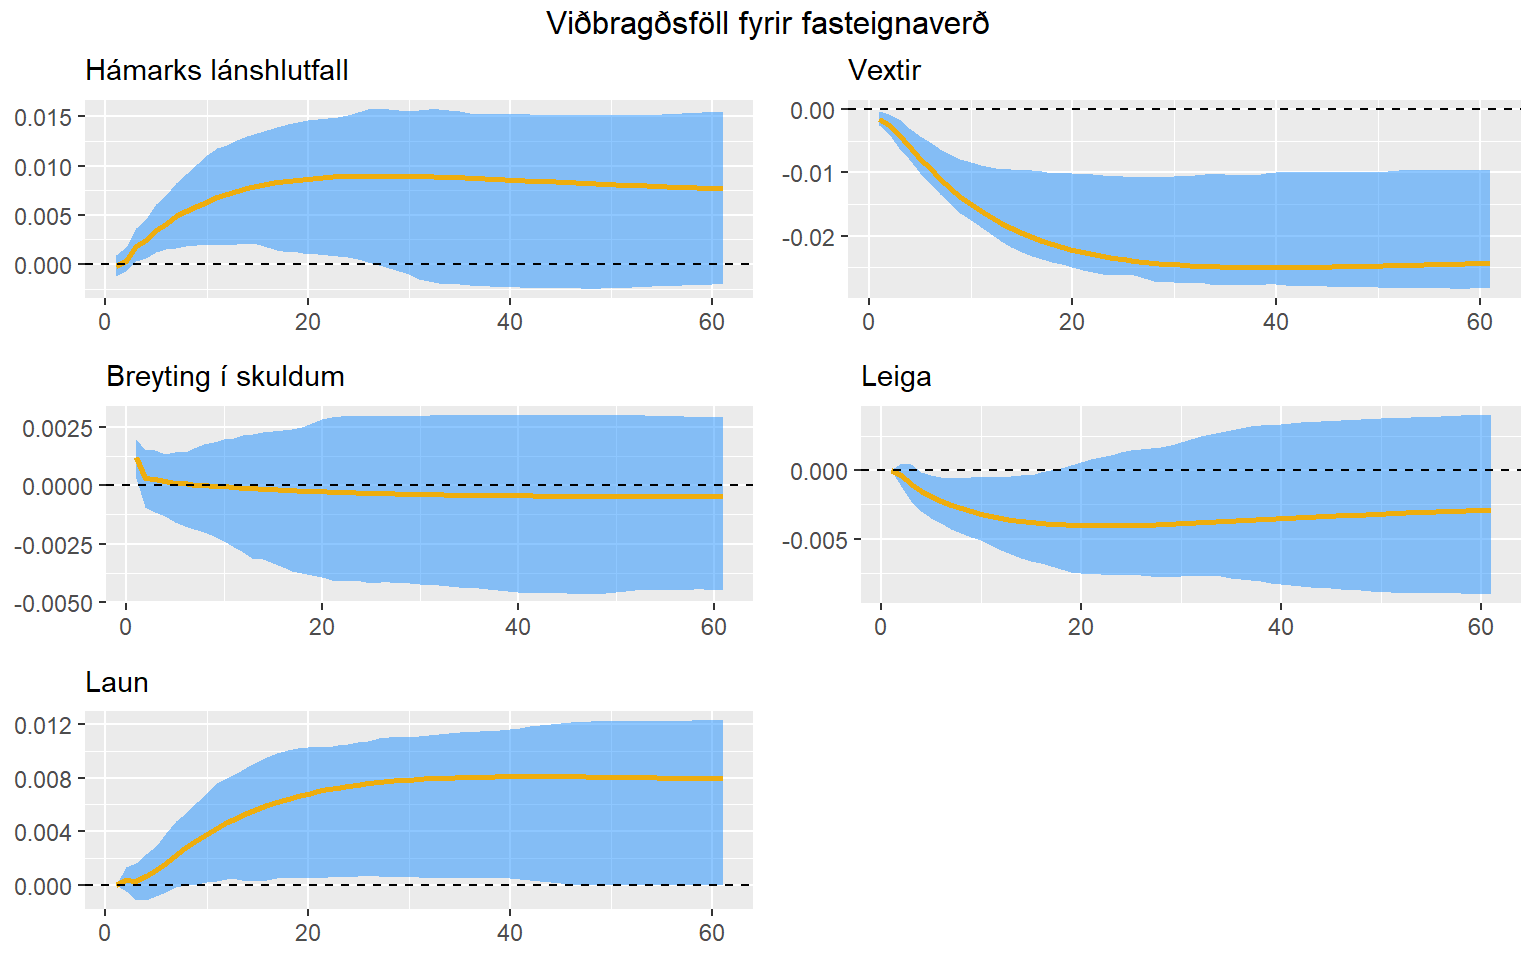 Viðbragðsföll fyrir fasteignaverð
Hámarks lánshlutfall
0.015
0.010
0.005
0.000
0 20 40 60
Vextir
0.00
-0.01
-0.02
0 20 40 60
Breyting í skuldum
0.0025
0.0000
-0.0025
-0.0050
0 20 40 60
Leiga
0.000
-0.005
0 20 40 60
Laun
0.012
0.008
0.004
0.000
0 20 40 60